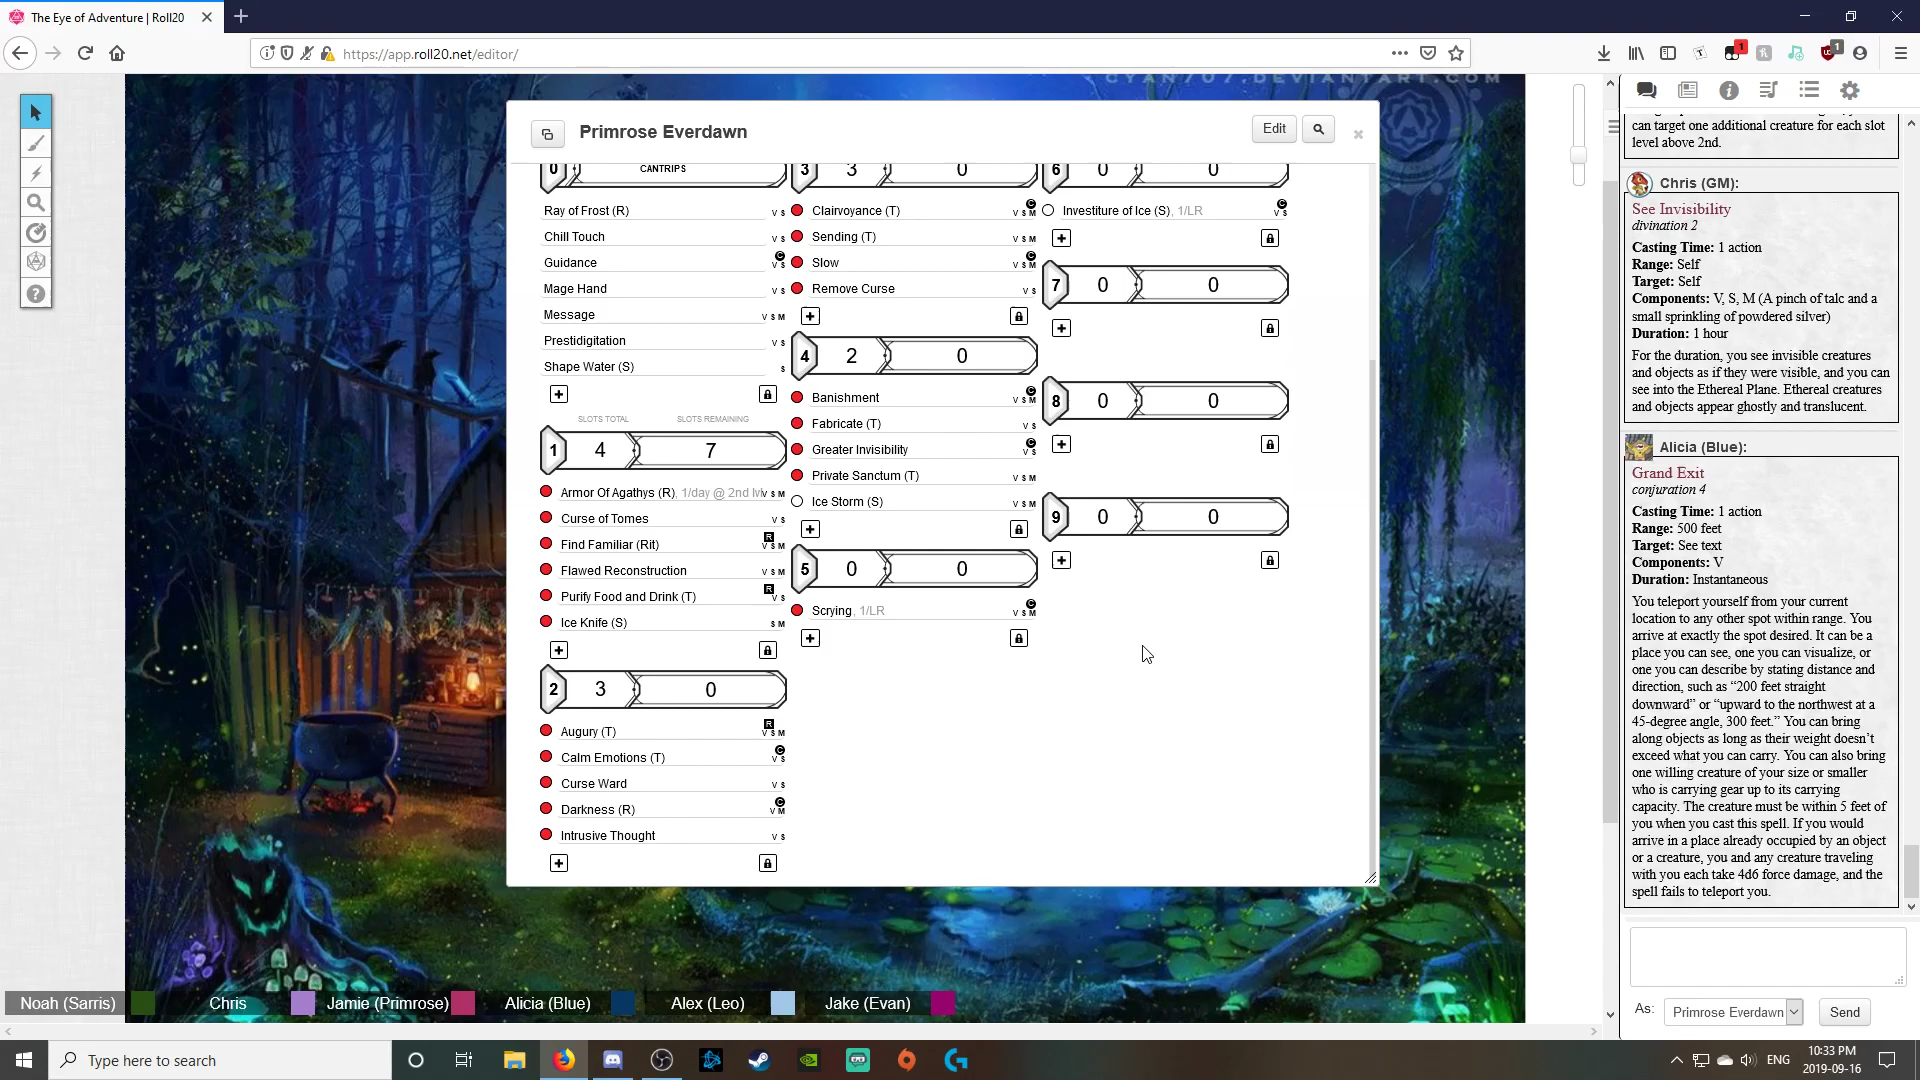 The Eye of Adventure | Roll20
https://app.roll20.net/editor/
CYAN707.DEVIANTART.COM
Primrose Everdawn
Edit
0 CANTRIPS
Ray of Frost (R) V S
Chill Touch V S
Guidance C V S
Mage Hand V S
Message V S M
Prestidigitation V S
Shape Water (S) S
SLOTS TOTAL SLOTS REMAINING
1 4 7
Armor Of Agathys (R), 1/day @ 2nd lvl V S M
Curse of Tomes V S
Find Familiar (Rit) R V S M
Flawed Reconstruction V S M
Purify Food and Drink (T) R V S
Ice Knife (S) S M
2 3 0
Augury (T) R V S M
Calm Emotions (T) C V S
Curse Ward V S
Darkness (R) C V M
Intrusive Thought V S
3 3 0
Clairvoyance (T) C V S M
Sending (T) V S M
Slow C V S M
Remove Curse V S
4 2 0
Banishment C V S M
Fabricate (T) V S
Greater Invisibility C V S
Private Sanctum (T) V S M
Ice Storm (S) V S M
5 0 0
Scrying, 1/LR C V S M
6 0 0
Investiture of Ice (S), 1/LR C V S
7 0 0
8 0 0
9 0 0
can target one additional creature for each slot
level above 2nd.
Chris (GM):
See Invisibility
divination 2
Casting Time: 1 action
Range: Self
Target: Self
Components: V, S, M (A pinch of talc and a
small sprinkling of powdered silver)
Duration: 1 hour
For the duration, you see invisible creatures
and objects as if they were visible, and you can
see into the Ethereal Plane. Ethereal creatures
and objects appear ghostly and translucent.
Alicia (Blue):
Grand Exit
conjuration 4
Casting Time: 1 action
Range: 500 feet
Target: See text
Components: V
Duration: Instantaneous
You teleport yourself from your current
location to any other spot within range. You
arrive at exactly the spot desired. It can be a
place you can see, one you can visualize, or
one you can describe by stating distance and
direction, such as “200 feet straight
downward” or “upward to the northwest at a
45-degree angle, 300 feet.” You can bring
along objects as long as their weight doesn’t
exceed what you can carry. You can also bring
one willing creature of your size or smaller
who is carrying gear up to its carrying
capacity. The creature must be within 5 feet of
you when you cast this spell. If you would
arrive in a place already occupied by an object
or a creature, you and any creature traveling
with you each take 4d6 force damage, and the
spell fails to teleport you.
As: Primrose Everdawn Send
Noah (Sarris) Chris Jamie (Primrose) Alicia (Blue) Alex (Leo) Jake (Evan)
Type here to search
ENG
10:33 PM
2019-09-16